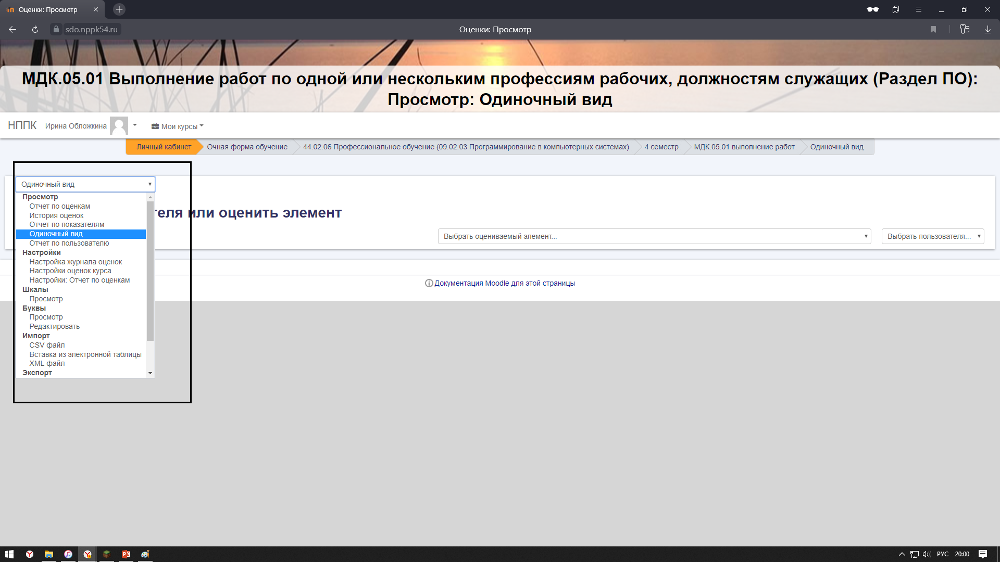 Оценки: Просмотр
sdo.nppk54.ru
Оценки: Просмотр
МДК.05.01 Выполнение работ по одной или нескольким профессиям рабочих, должностям служащих (Раздел ПО):
Просмотр: Одиночный вид
НППК Ирина Обложкина Мои курсы
Личный кабинет Очная форма обучение 44.02.06 Профессиональное обучение (09.02.03 Программирование в компьютерных системах) 4 семестр МДК.05.01 выполнение работ Одиночный вид
Одиночный вид
Просмотр
Отчет по оценкам
История оценок
Отчет по показателям
Одиночный вид
Отчет по пользователю
Настройки
Настройка журнала оценок
Настройки оценок курса
Настройки: Отчет по оценкам
Шкалы
Просмотр
Буквы
Просмотр
Редактировать
Импорт
CSV файл
Вставка из электронной таблицы
XML файл
Экспорт
теля или оценить элемент
Выбрать оцениваемый элемент... Выбрать пользователя...
Документация Moodle для этой страницы
РУС 20:00